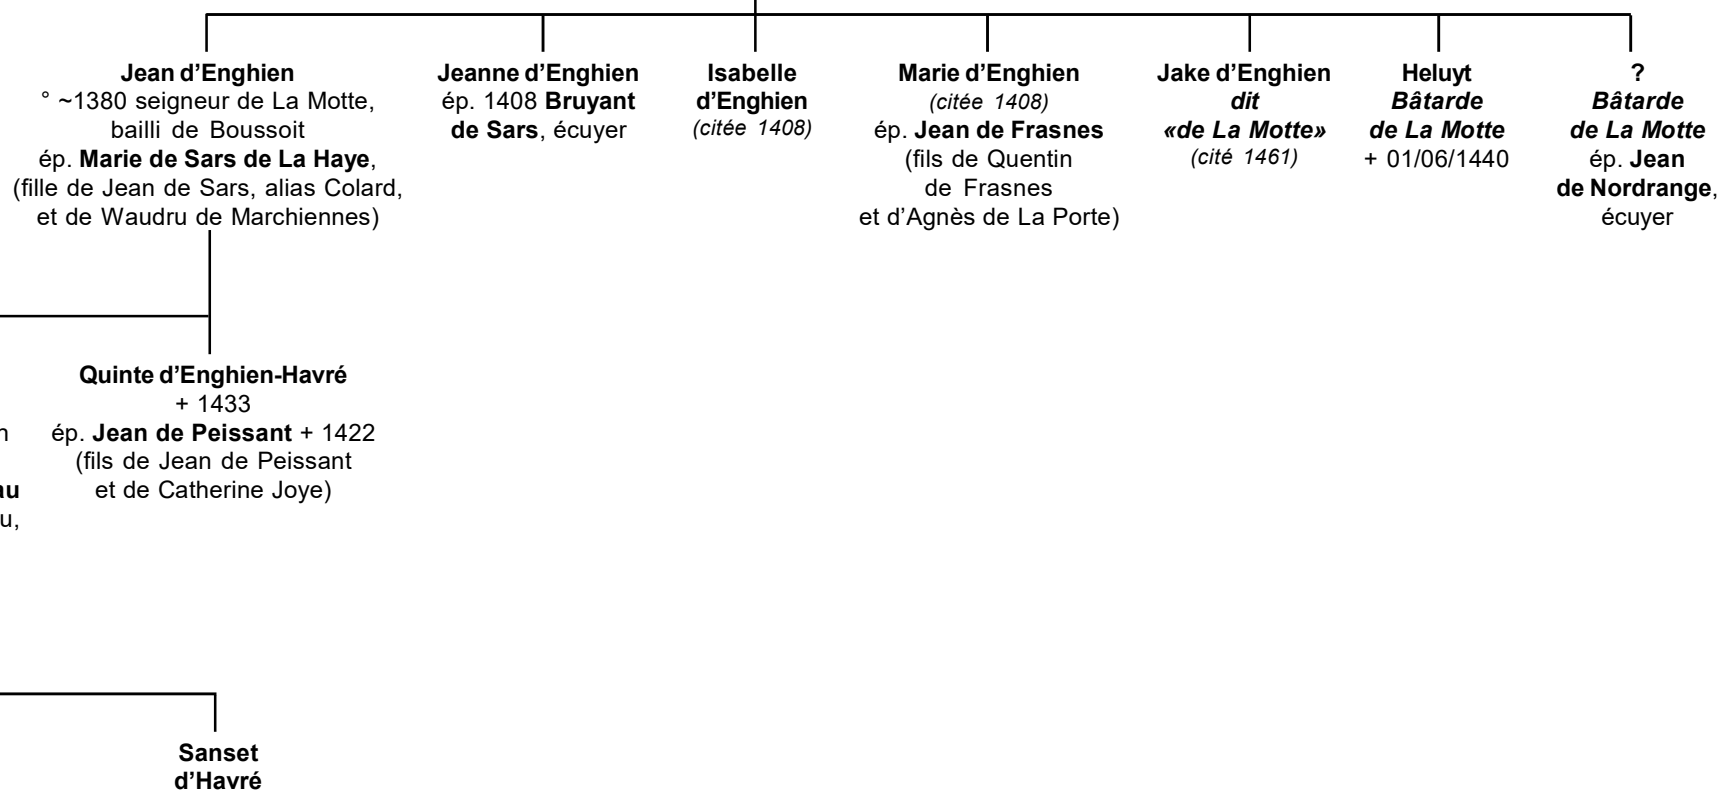 Jean d’Enghien
° ~1380 seigneur de La Motte,
bailli de Boussoit
ép. Marie de Sars de La Haye,
(fille de Jean de Sars, alias Colard,
et de Waudru de Marchiennes)
Jeanne d’Enghien
ép. 1408 Bruyant
de Sars, écuyer
Isabelle
d’Enghien
(citée 1408)
Marie d’Enghien
(citée 1408)
ép. Jean de Frasnes
(fils de Quentin
de Frasnes
et d’Agnès de La Porte)
Jake d’Enghien
dit
«de La Motte»
(cité 1461)
Heluyt
Bâtarde
de La Motte
+ 01/06/1440
?
Bâtarde
de La Motte
ép. Jean
de Nordrange,
écuyer
Quinte d’Enghien-Havré
+ 1433
ép. Jean de Peissant + 1422
(fils de Jean de Peissant
et de Catherine Joye)
au
u,
Sanset
d’Havré